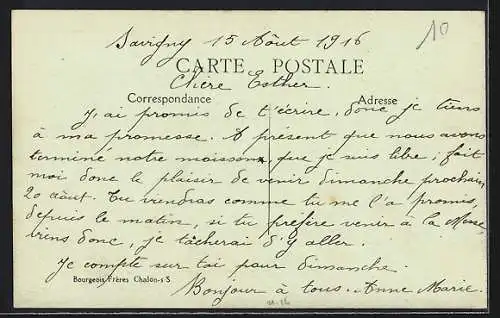 Savigny 15 Août 1916
10
CARTE POSTALE
Chère Esther.
Correspondance
Adresse
J'ai promis de t'écrire, donc je tiens
à ma promesse. A présent que nous avons
terminé notre moisson, que je suis libre, fait
moi donc le plaisir de venir dimanche prochain,
20 août. Tu viendras comme tu me l'a promis,
depuis le matin, si tu préfère venir à la Messe,
viens donc, je tâcherai d'y aller.
Je compte sur toi pour dimanche.
Bourgeois Frères Chalon-s.S.
Bonjour à tous. Anne Marie.